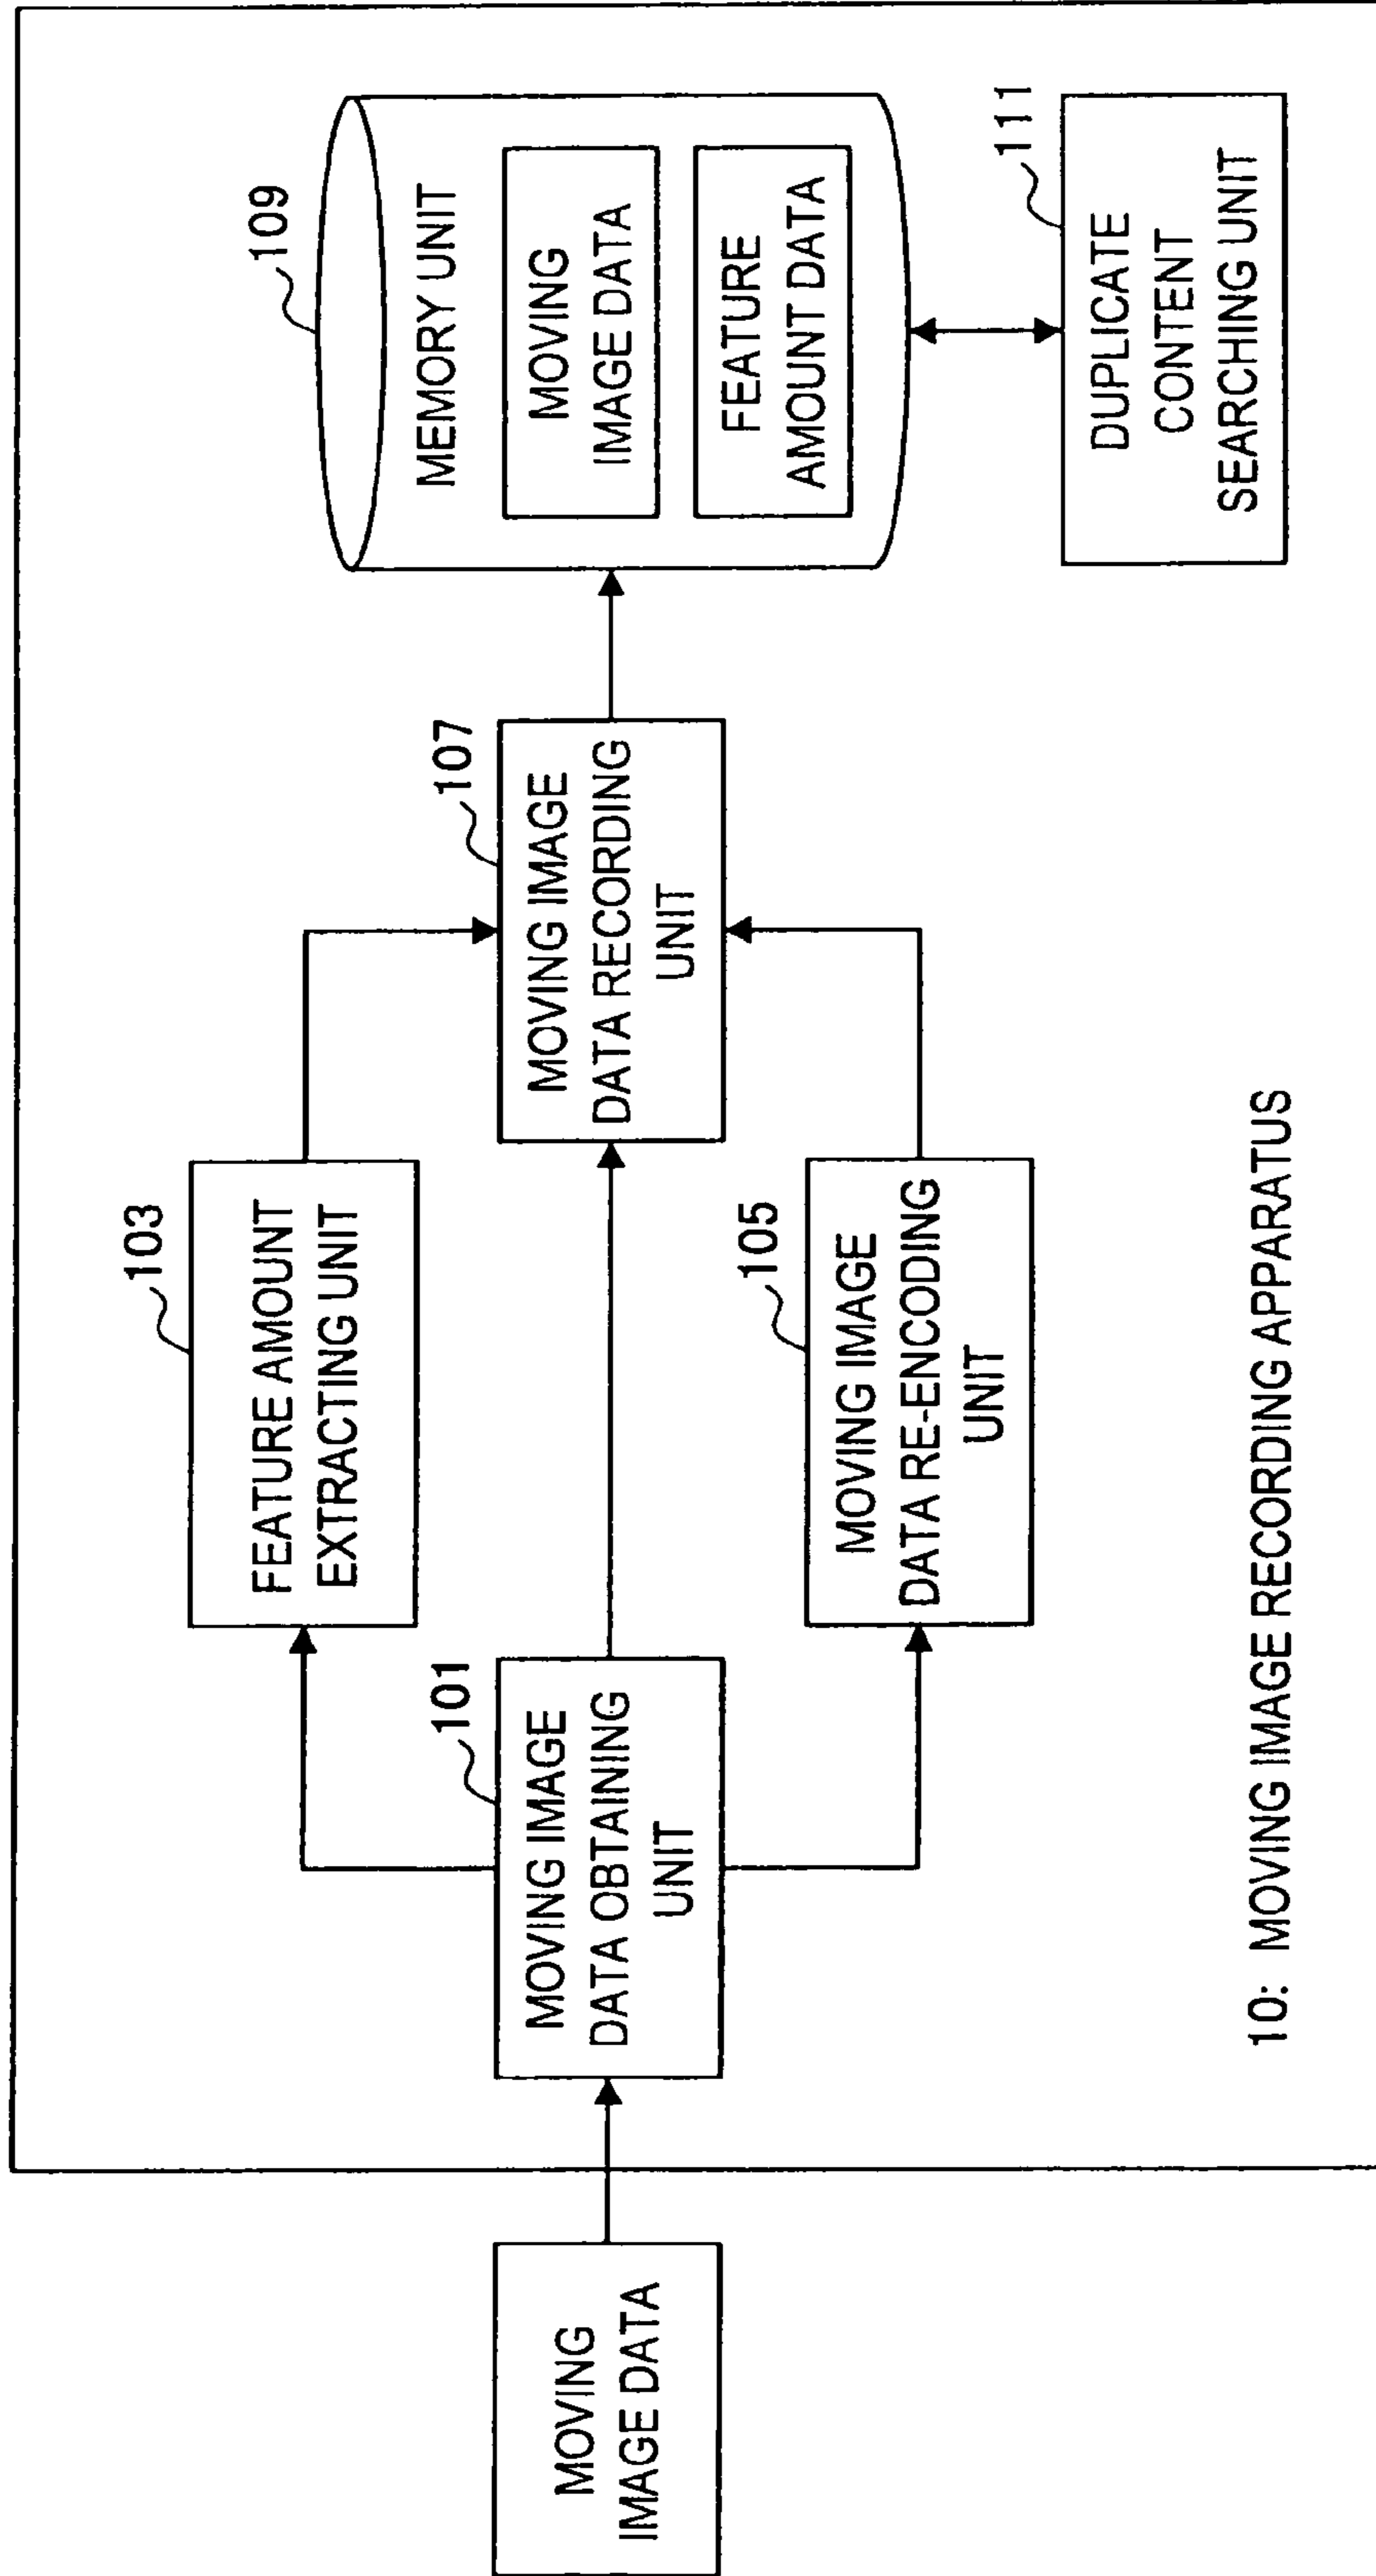 MOVING
IMAGE DATA
101
MOVING IMAGE
DATA OBTAINING
UNIT
103
FEATURE AMOUNT
EXTRACTING UNIT
105
MOVING IMAGE
DATA RE-ENCODING
UNIT
107
MOVING IMAGE
DATA RECORDING
UNIT
109
MEMORY UNIT
MOVING
IMAGE DATA
FEATURE
AMOUNT DATA
111
DUPLICATE
CONTENT
SEARCHING UNIT
10: MOVING IMAGE RECORDING APPARATUS